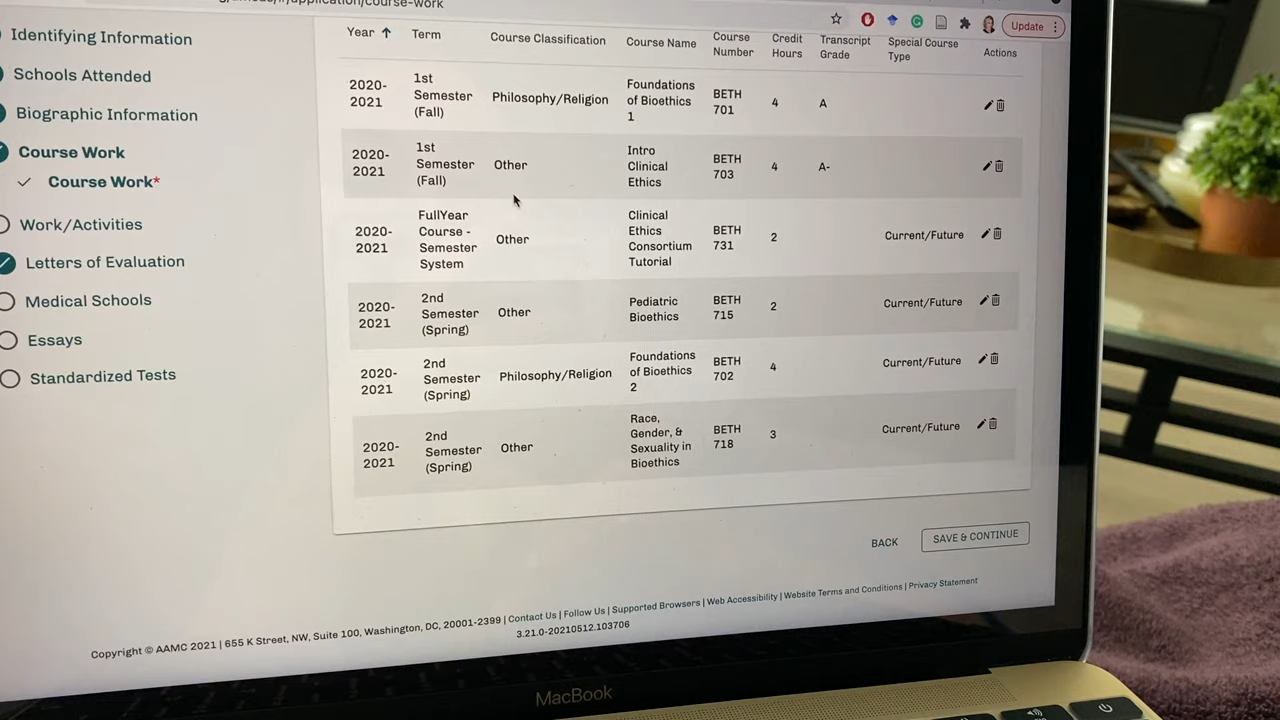 application/course-work
Update
Identifying Information
Schools Attended
Biographic Information
Course Work
Course Work*
Work/Activities
Letters of Evaluation
Medical Schools
Essays
Standardized Tests
Year Term Course Classification Course Name Course Number Credit Hours Transcript Grade Special Course Type Actions
2020-2021 1st Semester (Fall) Philosophy/Religion Foundations of Bioethics 1 BETH 701 4 A
2020-2021 1st Semester (Fall) Other Intro Clinical Ethics BETH 703 4 A-
2020-2021 FullYear Course - Semester System Other Clinical Ethics Consortium Tutorial BETH 731 2 Current/Future
2020-2021 2nd Semester (Spring) Other Pediatric Bioethics BETH 715 2 Current/Future
2020-2021 2nd Semester (Spring) Philosophy/Religion Foundations of Bioethics 2 BETH 702 4 Current/Future
2020-2021 2nd Semester (Spring) Other Race, Gender, & Sexuality in Bioethics BETH 718 3 Current/Future
BACK SAVE & CONTINUE
Copyright © AAMC 2021 | 655 K Street, NW, Suite 100, Washington, DC, 20001-2399 | Contact Us | Follow Us | Supported Browsers | Web Accessibility | Website Terms and Conditions | Privacy Statement
3.21.0-20210512.103706
MacBook